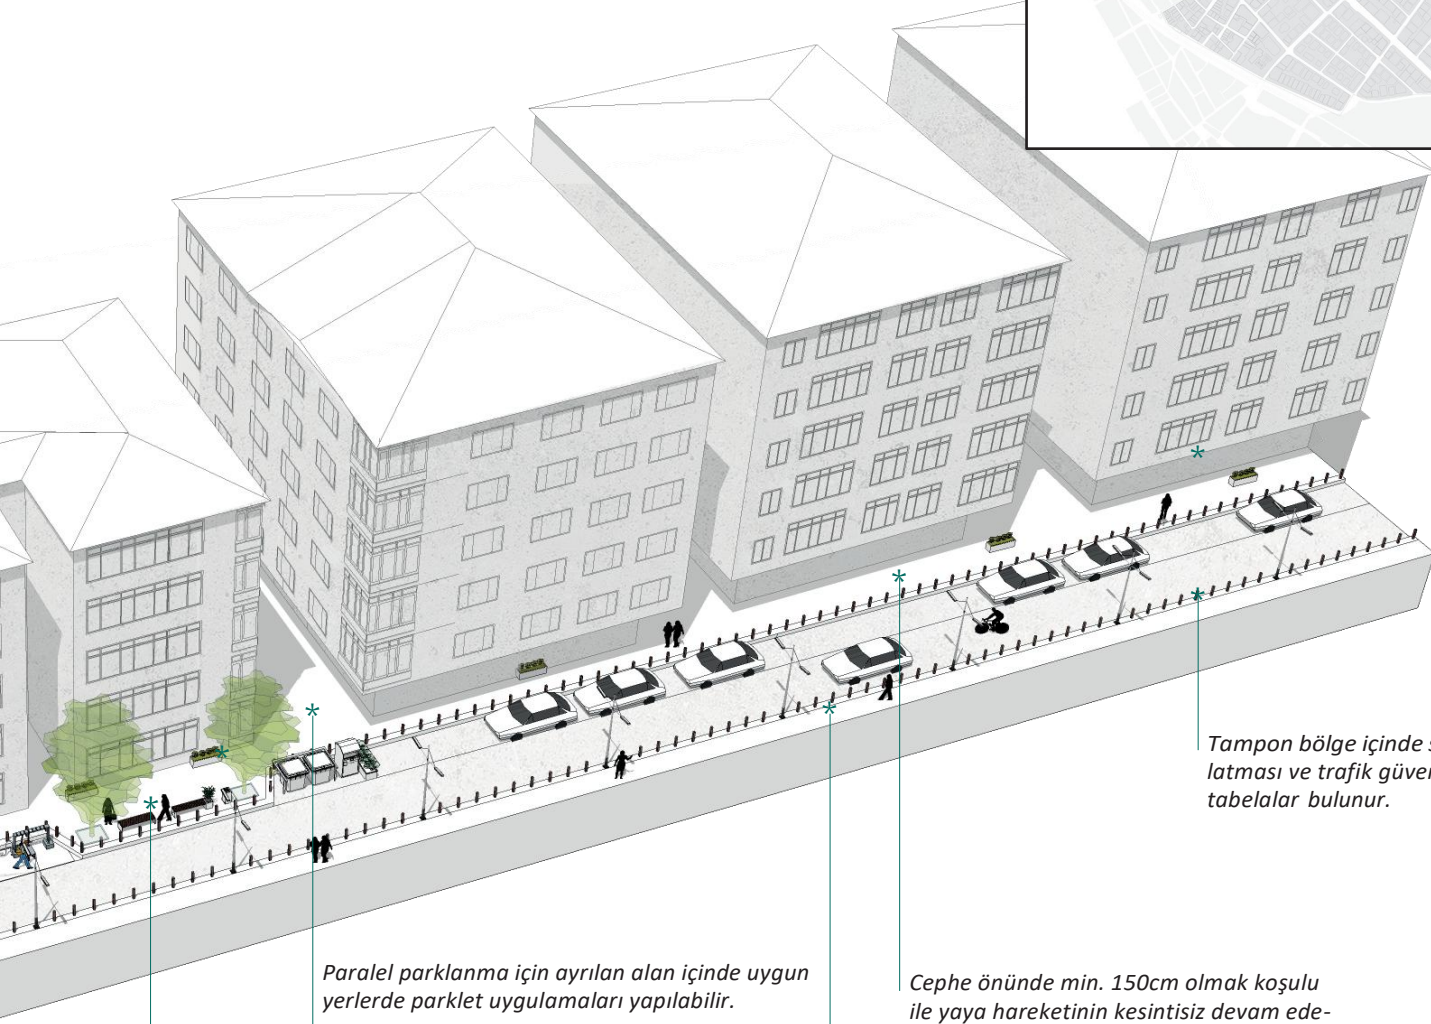 Tampon bölge içinde
latması ve trafik
tabelalar bulunur.
Paralel parklanma için ayrılan alan içinde uygun
yerlerde parklet uygulamaları yapılabilir.
Cephe önünde min. 150cm olmak koşulu
ile yaya hareketinin kesintisiz devam ede-